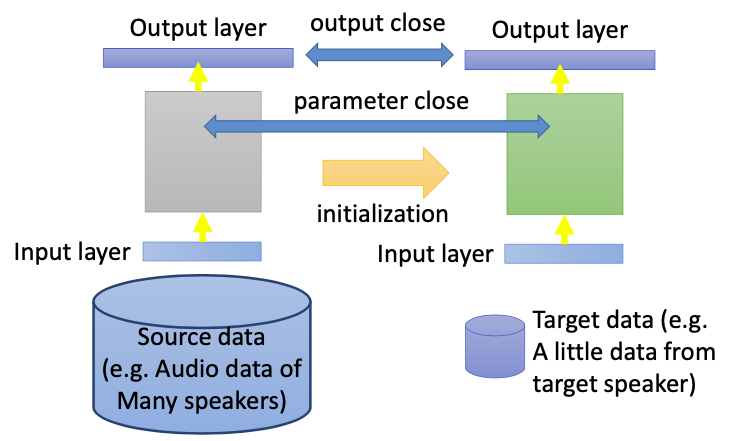 Output layer
output close
Output layer
parameter close
initialization
Input layer
Input layer
Source data
(e.g. Audio data of
Many speakers)
Target data (e.g.
A little data from
target speaker)